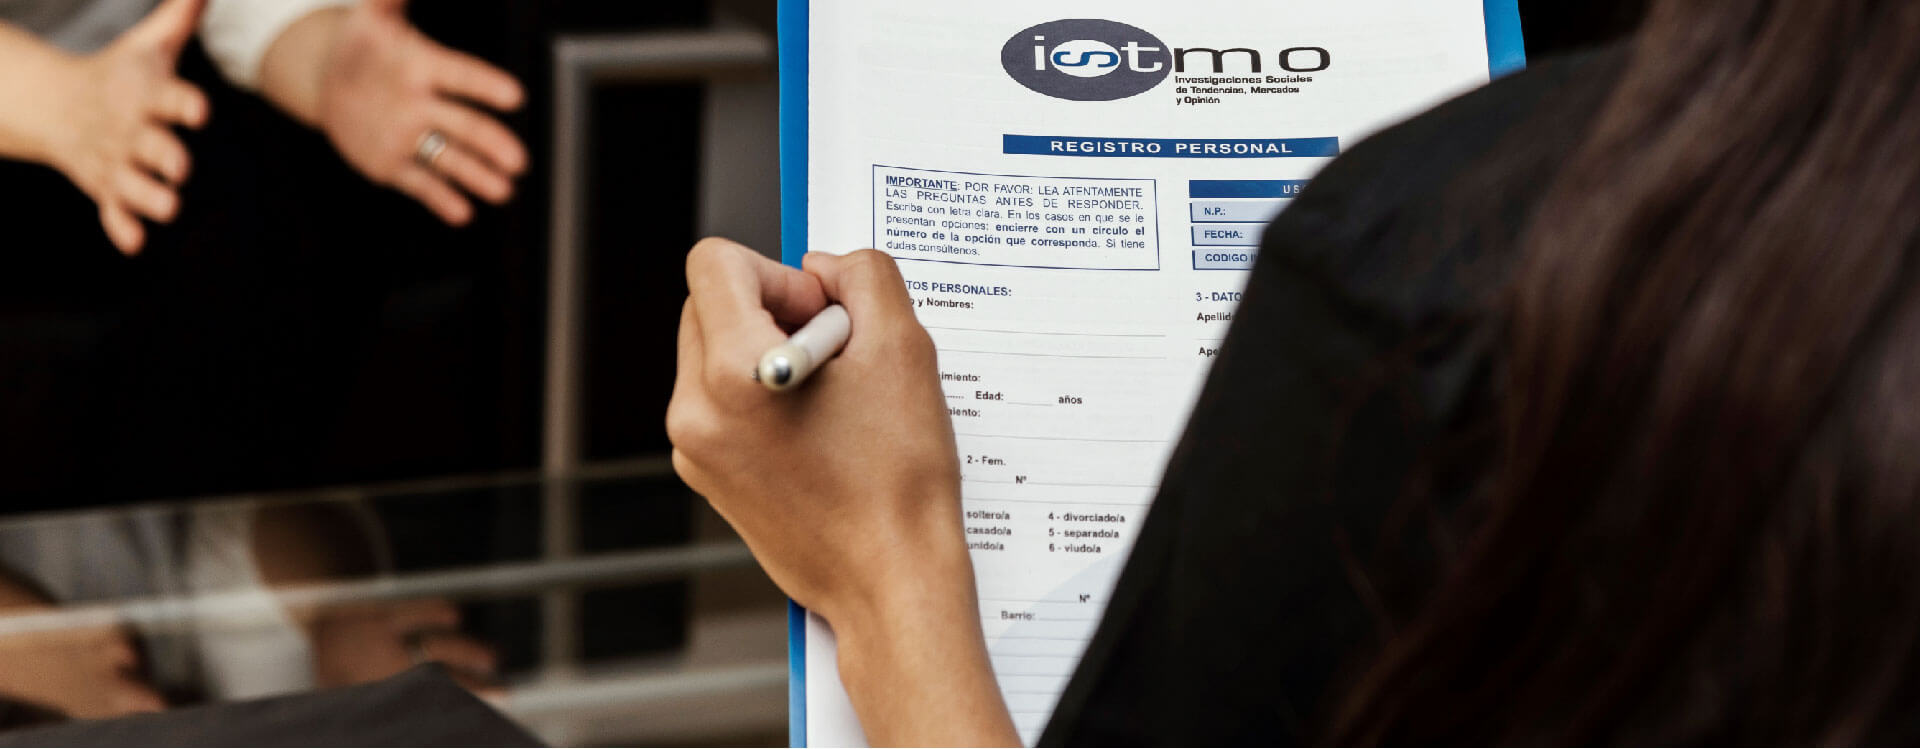 istmo
Investigaciones Sociales
de Tendencias, Mercados
y Opinión
REGISTRO PERSONAL
IMPORTANTE: POR FAVOR: LEA ATENTAMENTE
LAS PREGUNTAS ANTES DE RESPONDER.
Escriba con letra clara. En los casos en que se le
presentan opciones: encierre con un círculo el
número de la opción que corresponda. Si tiene
dudas consúltenos.
N.P.:
FECHA:
CODIGO
PERSONALES:
y Nombres:
3 - DATO
Edad: años
2 - Fem.
Nº
soltero/a 4 - divorciado/a
casado/a 5 - separado/a
unido/a 6 - viudo/a
Nº
Barrio: